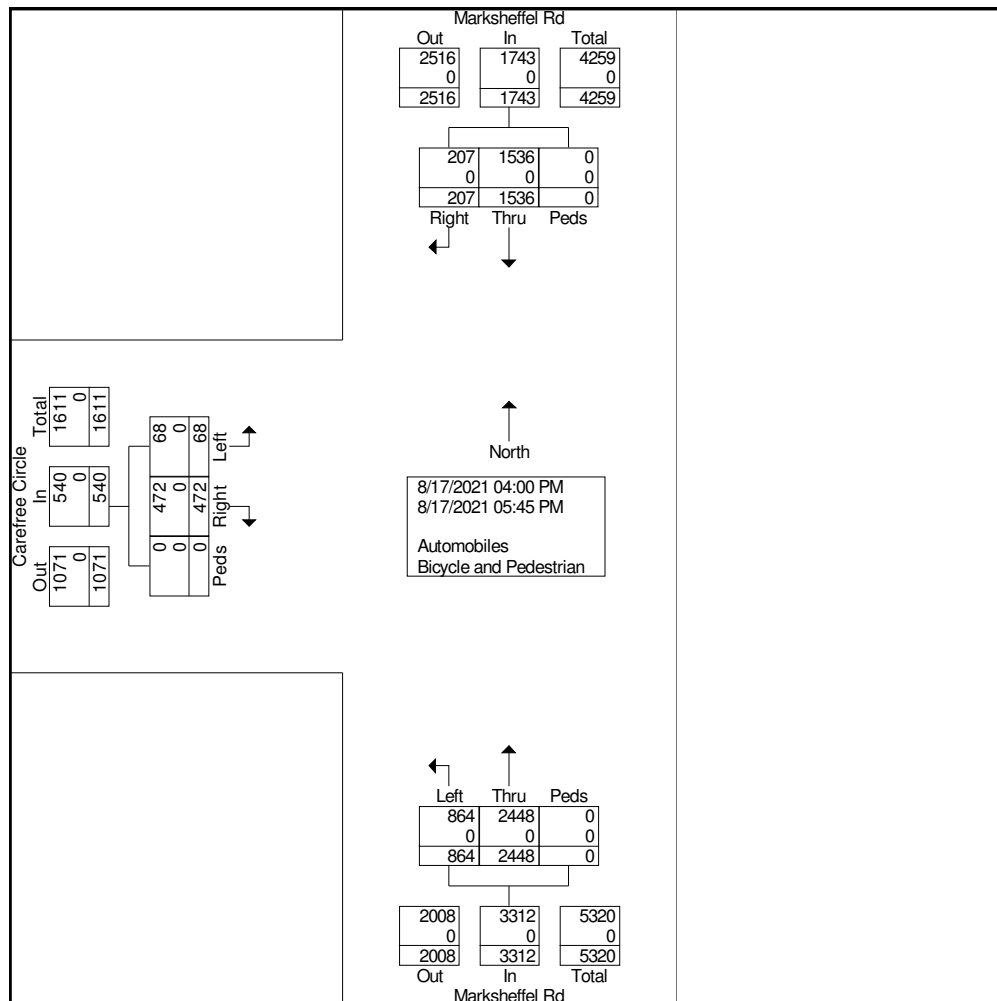 Marksheffel Rd
Out In Total
2516 1743 4259
0 0 0
2516 1743 4259
207 1536 0
0 0 0
207 1536 0
Right Thru Peds
Carefree Circle
Total
1611 0 1611
In
540 0 540
Out
1071 0 1071
68 0 68
Left
472 0 472
Right
0 0 0
Peds
North
8/17/2021 04:00 PM
8/17/2021 05:45 PM
Automobiles
Bicycle and Pedestrian
Left Thru Peds
864 2448 0
0 0 0
864 2448 0
2008 3312 5320
0 0 0
2008 3312 5320
Out In Total
Marksheffel Rd